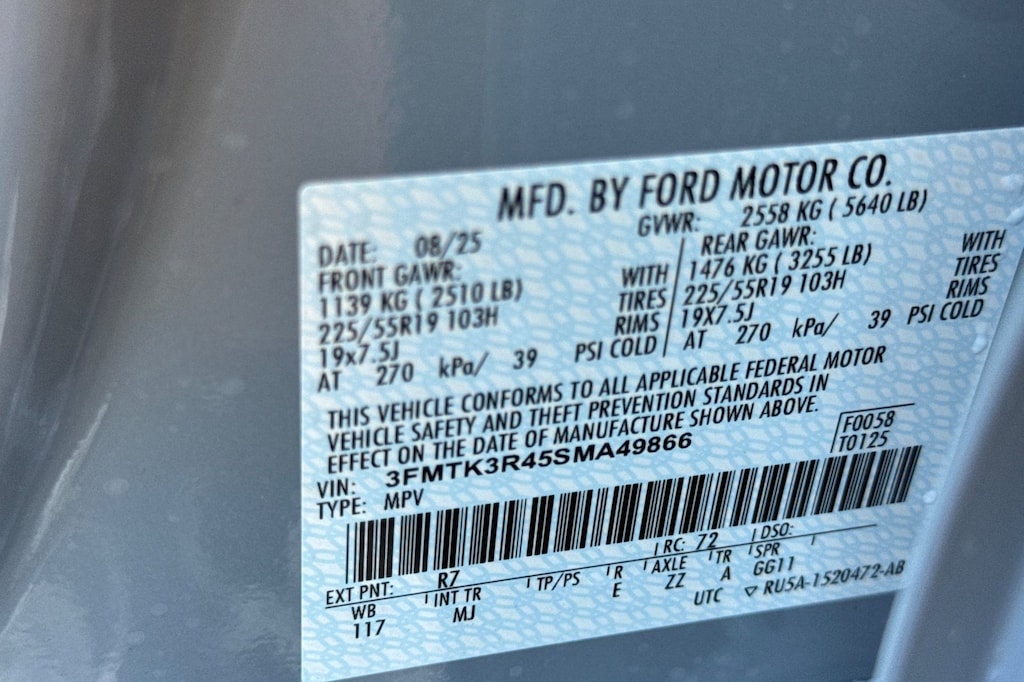 MFD. BY FORD MOTOR CO.
DATE: 08/25 GVWR: 2558 KG ( 5640 LB)
FRONT GAWR: REAR GAWR:
1139 KG ( 2510 LB) WITH 1476 KG ( 3255 LB) WITH
225/55R19 103H TIRES 225/55R19 103H TIRES
19x7.5J RIMS 19X7.5J RIMS
AT 270 kPa/ 39 PSI COLD AT 270 kPa/ 39 PSI COLD
THIS VEHICLE CONFORMS TO ALL APPLICABLE FEDERAL MOTOR
VEHICLE SAFETY AND THEFT PREVENTION STANDARDS IN
EFFECT ON THE DATE OF MANUFACTURE SHOWN ABOVE.
VIN: 3FMTK3R45SMA49866 F0058
TYPE: MPV T0125
EXT PNT: R7 RC: 72 DSO:
WB INT TR TP/PS R AXLE TR SPR
117 MJ E ZZ A GG11
UTC ▽ RU5A-1520472-AB